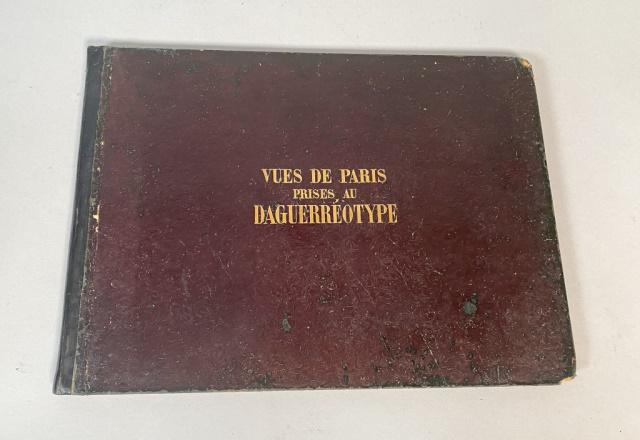 VUES DE PARIS
PRISES AU
DAGUERRÉOTYPE